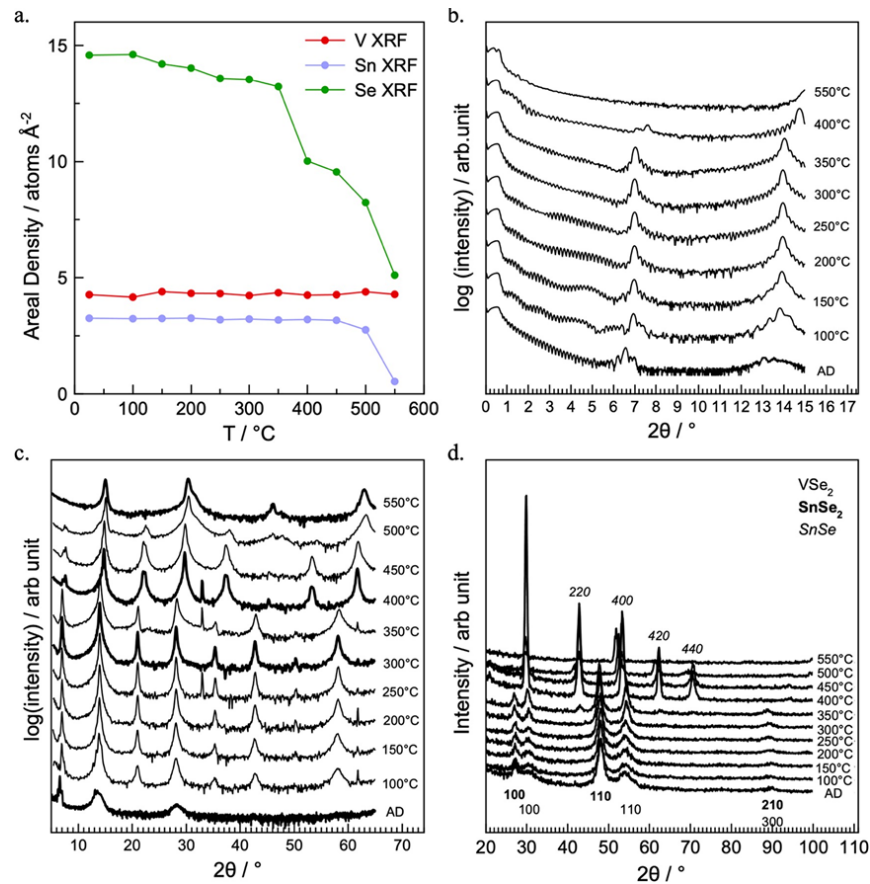 a.
15
10
5
0
Areal Density / atoms Å-2
V XRF
Sn XRF
Se XRF
0 100 200 300 400 500 600
T / °C
b.
log (intensity) / arb.unit
550°C
400°C
350°C
300°C
250°C
200°C
150°C
100°C
AD
0 1 2 3 4 5 6 7 8 9 10 11 12 13 14 15 16 17
2θ / °
c.
log(intensity) / arb unit
550°C
500°C
450°C
400°C
350°C
300°C
250°C
200°C
150°C
100°C
AD
10 20 30 40 50 60 70
2θ / °
d.
Intensity / arb unit
VSe2
SnSe2
SnSe
220
400
420
440
550°C
500°C
450°C
400°C
350°C
300°C
250°C
200°C
150°C
100°C
AD
100 110 210
100 110 300
20 30 40 50 60 70 80 90 100 110
2θ / °